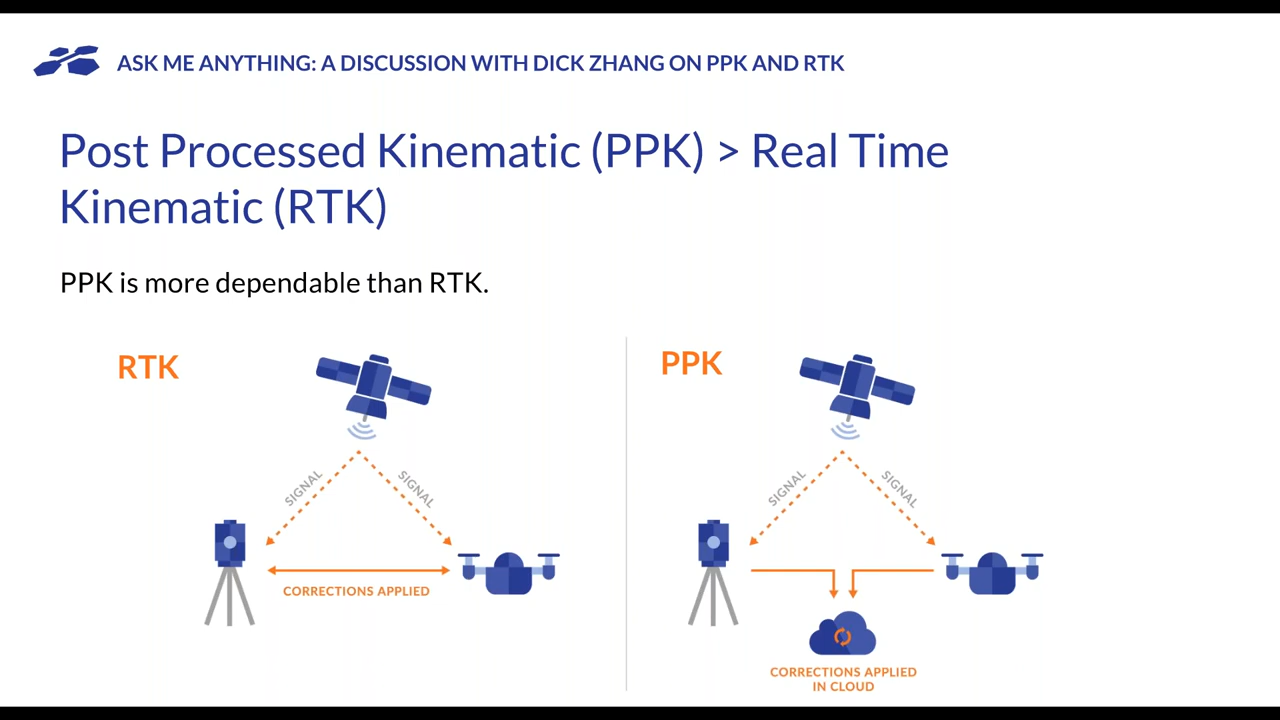 ASK ME ANYTHING: A DISCUSSION WITH DICK ZHANG ON PPK AND RTK
Post Processed Kinematic (PPK) > Real Time
Kinematic (RTK)
PPK is more dependable than RTK.
RTK
SIGNAL
SIGNAL
CORRECTIONS APPLIED
PPK
SIGNAL
SIGNAL
CORRECTIONS APPLIED
IN CLOUD